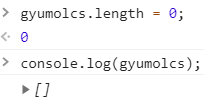 > gyumolcs.length = 0;
<· 0
> console.log(gyumolcs);
▶ []